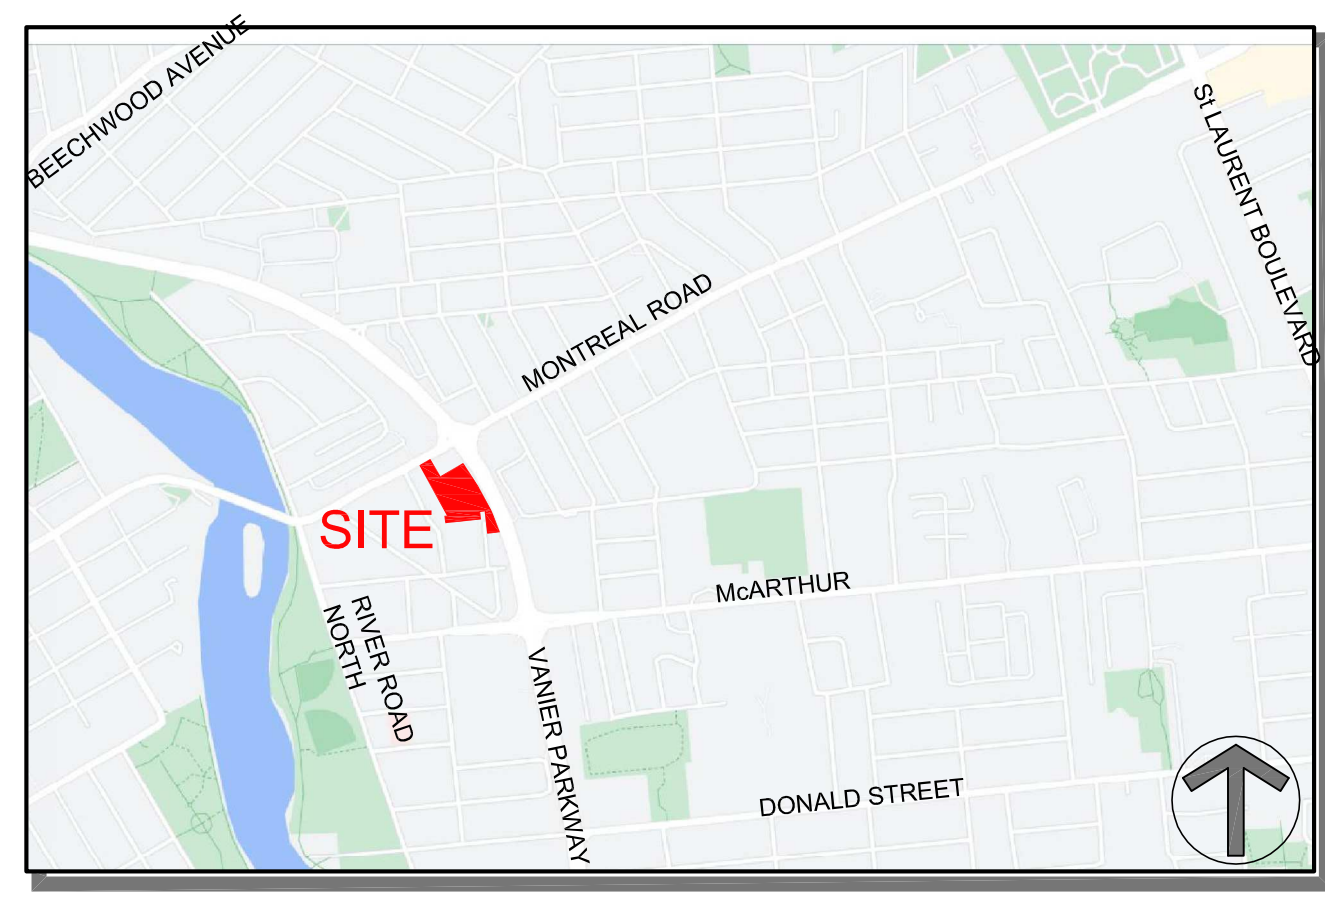 BEECHWOOD AVENUE
St LAURENT BOULEVARD
MONTREAL ROAD
SITE
McARTHUR
RIVER ROAD
NORTH
VANIER PARKWAY
DONALD STREET